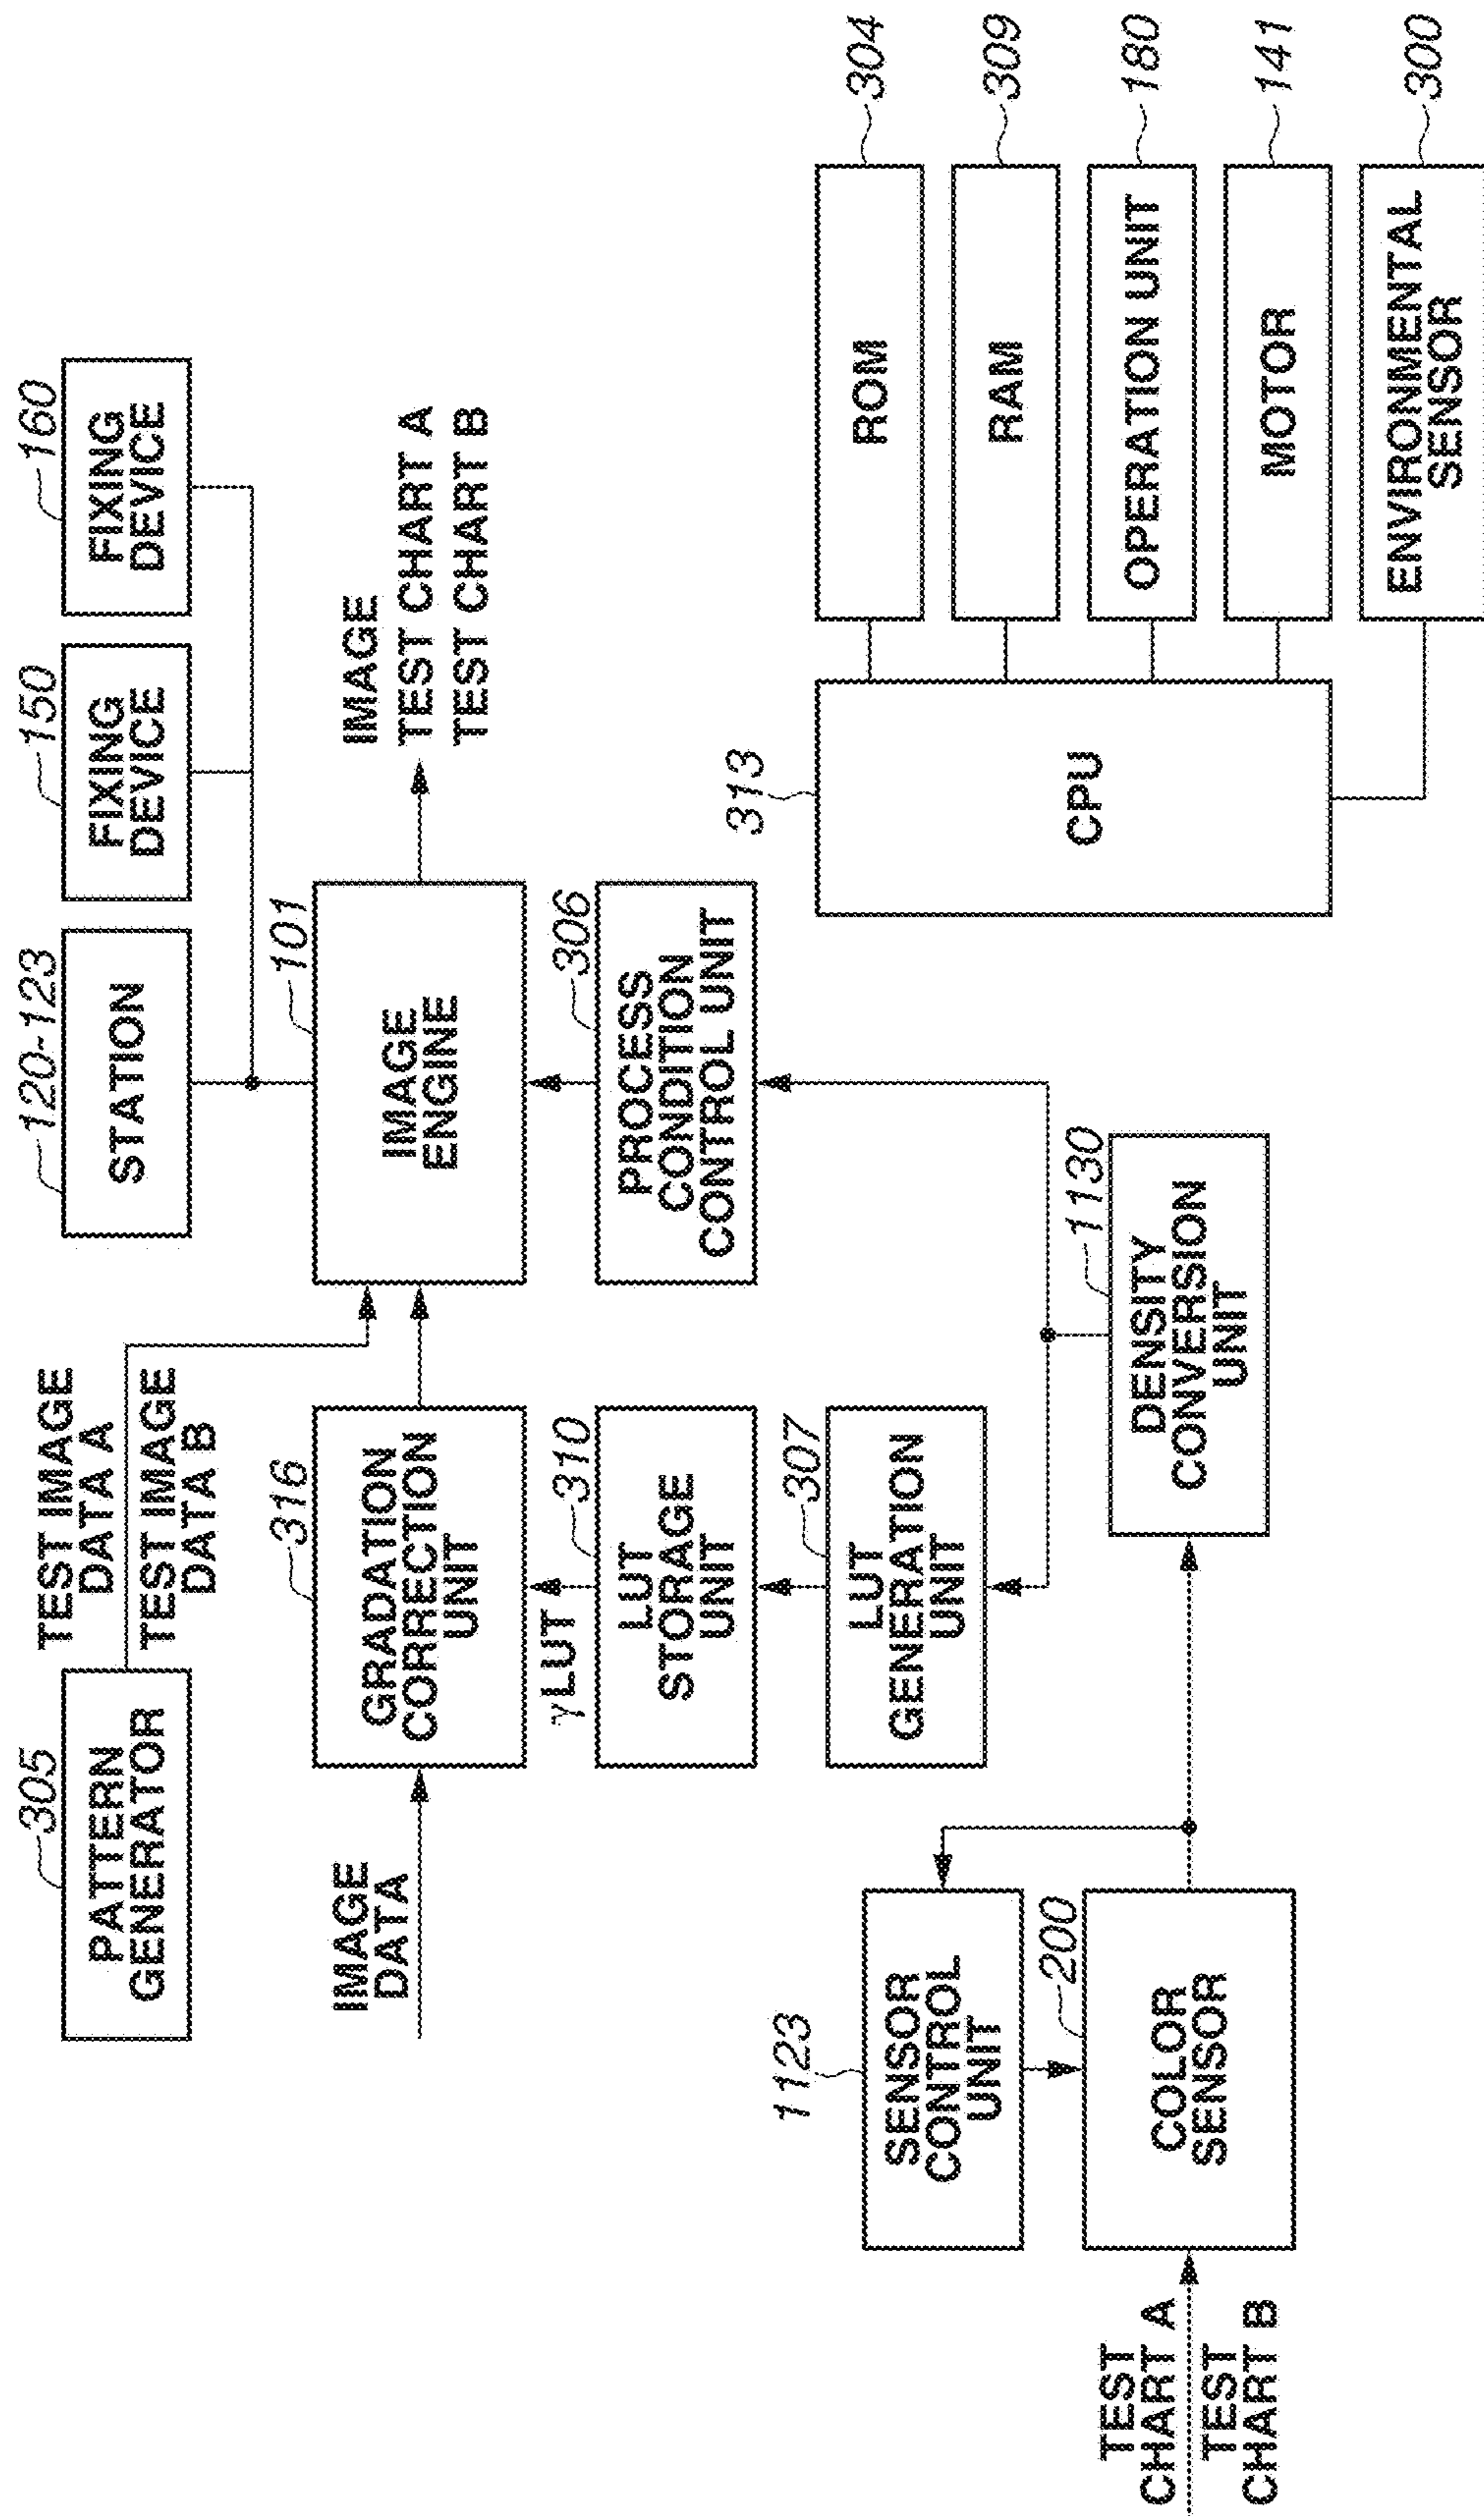 305
PATTERN
GENERATOR
TEST IMAGE
DATA A
TEST IMAGE
DATA B
120-123
STATION
150
FIXING
DEVICE
160
FIXING
DEVICE
IMAGE
DATA
316
GRADATION
CORRECTION
UNIT
101
IMAGE
ENGINE
IMAGE
TEST CHART A
TEST CHART B
γLUT
310
LUT
STORAGE
UNIT
306
PROCESS
CONDITION
CONTROL UNIT
307
LUT
GENERATION
UNIT
1123
SENSOR
CONTROL
UNIT
200
COLOR
SENSOR
TEST
CHART A
TEST
CHART B
1130
DENSITY
CONVERSION
UNIT
313
CPU
ROM
304
RAM
309
OPERATION UNIT
180
MOTOR
141
ENVIRONMENTAL
SENSOR
300